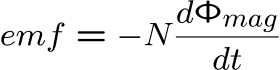 emf = −N dΦ_mag/dt